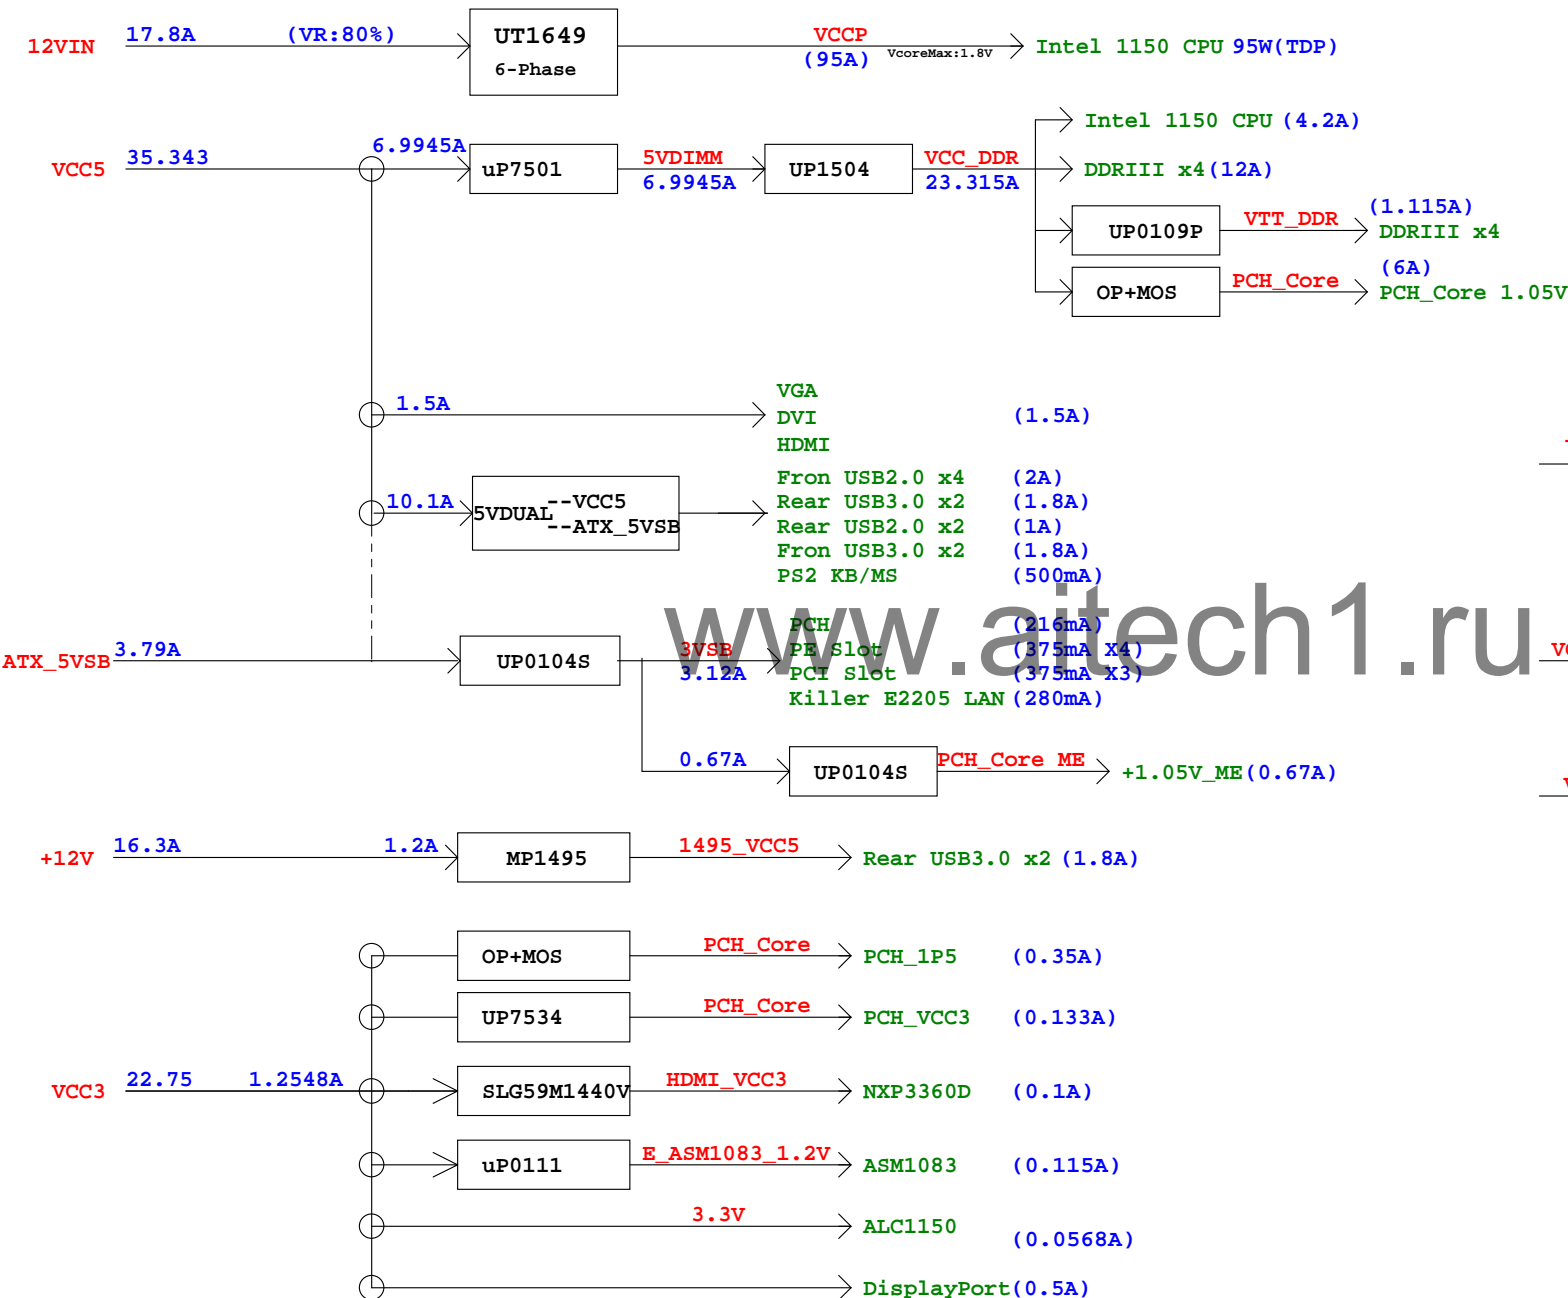 12VIN 17.8A (VR:80%) UT1649 VCCP Intel 1150 CPU 95W(TDP)
6-Phase (95A) VcoreMax:1.8V
Intel 1150 CPU (4.2A)
VCC5 35.343 6.9945A uP7501 5VDIMM UP1504 VCC_DDR DDRIII x4 (12A)
6.9945A 23.315A
(1.115A)
UP0109P VTT_DDR DDRIII x4
(6A)
OP+MOS PCH_Core PCH_Core 1.05V
VGA
1.5A DVI (1.5A)
HDMI
Fron USB2.0 x4 (2A)
10.1A 5VDUAL --VCC5 Rear USB3.0 x2 (1.8A)
--ATX_5VSB Rear USB2.0 x2 (1A)
Fron USB3.0 x2 (1.8A)
PS2 KB/MS (500mA)
www.aitech1.ru
PCH (216mA)
ATX_5VSB 3.79A UP0104S 3VSB PE Slot (375mA X4)
3.12A PCI Slot (375mA X3)
Killer E2205 LAN (280mA)
0.67A UP0104S PCH_Core ME +1.05V_ME (0.67A)
+12V 16.3A 1.2A MP1495 1495_VCC5 Rear USB3.0 x2 (1.8A)
OP+MOS PCH_Core PCH_1P5 (0.35A)
UP7534 PCH_Core PCH_VCC3 (0.133A)
VCC3 22.75 1.2548A SLG59M1440V HDMI_VCC3 NXP3360D (0.1A)
uP0111 E_ASM1083_1.2V ASM1083 (0.115A)
3.3V ALC1150 (0.0568A)
DisplayPort (0.5A)